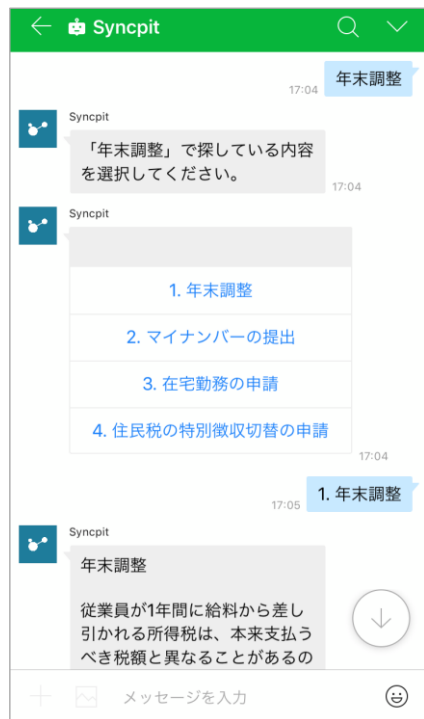 Syncpit
年末調整
17:04
Syncpit
「年末調整」で探している内容
を選択してください。
17:04
Syncpit
1. 年末調整
2. マイナンバーの提出
3. 在宅勤務の申請
4. 住民税の特別徴収切替の申請
17:04
1. 年末調整
17:05
Syncpit
年末調整
従業員が1年間に給料から差し
引かれる所得税は、本来支払う
べき税額と異なることがあるの
メッセージを入力